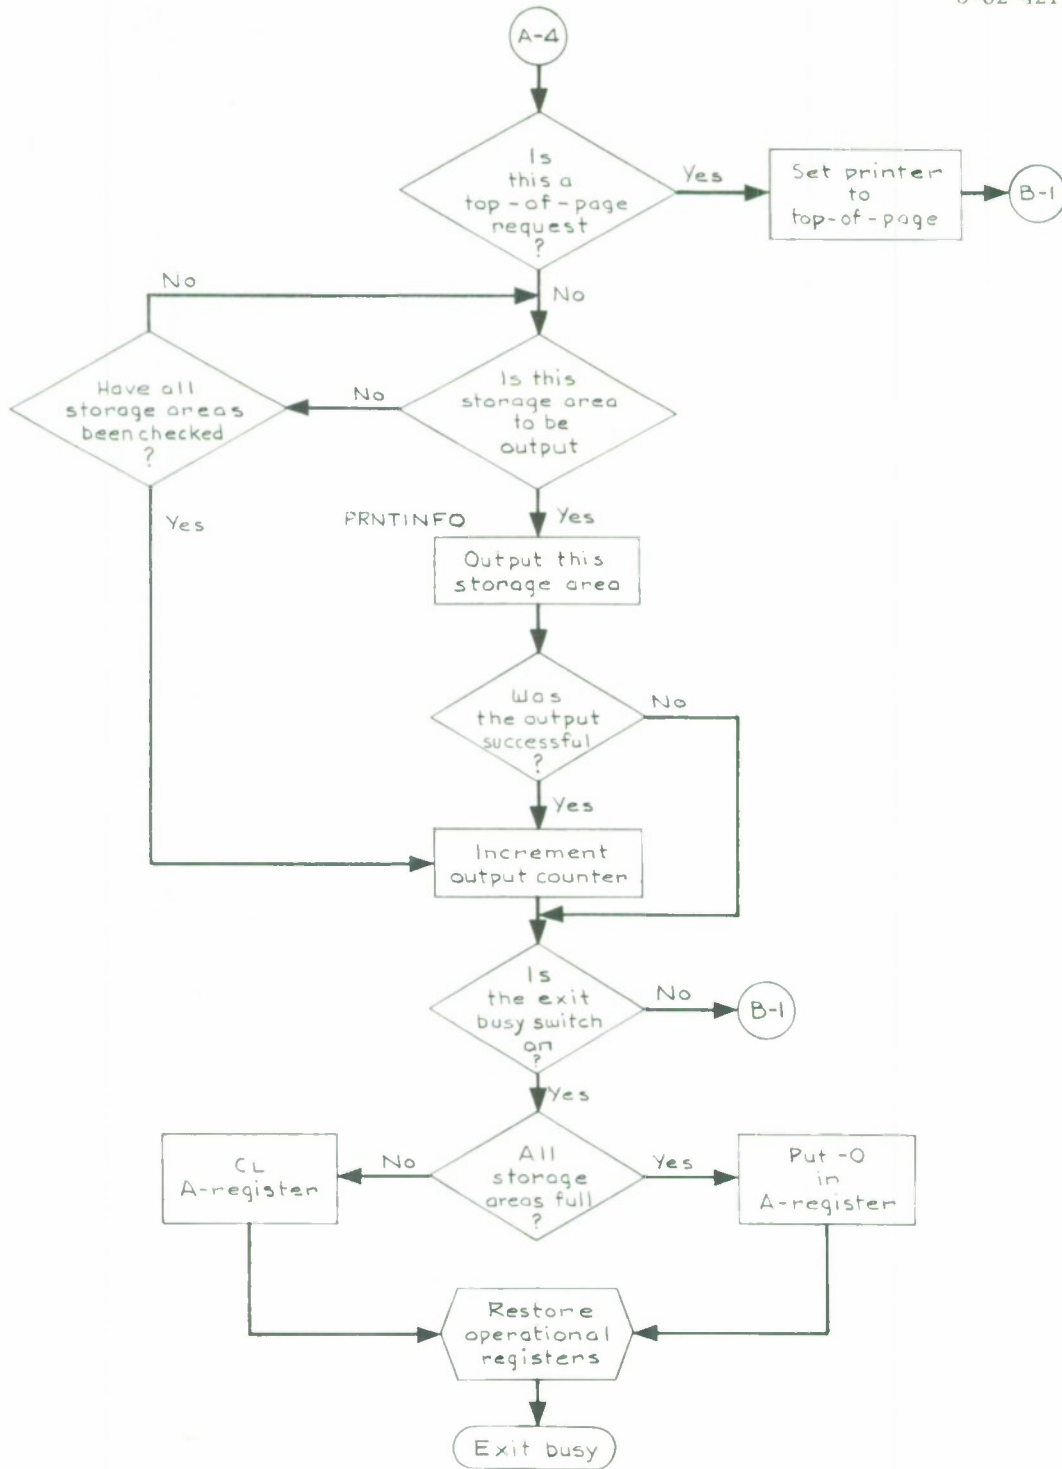 A-4
Is
this a
top-of-page
request
?
Yes
Set printer
to
top-of-page
B-1
No
No
Have all
storage areas
been checked
?
No
Is this
storage area
to be
output
Yes
PRNTINFO
Yes
Output this
storage area
Was
the output
successful
?
No
Yes
Increment
output counter
Is
the exit
busy switch
on
?
No
B-1
Yes
CL
A-register
No
All
storage
areas full
?
Yes
Put -0
in
A-register
Restore
operational
registers
Exit busy